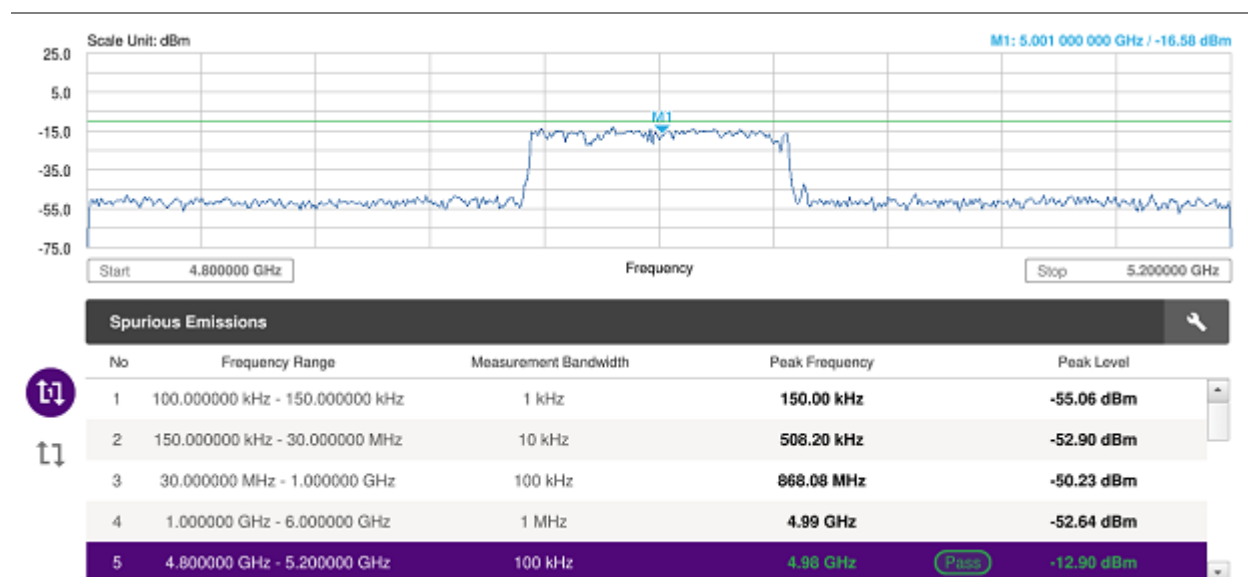 Scale Unit: dBm M1: 5.001 000 000 GHz / -16.58 dBm
25.0
5.0
M1
-15.0
-35.0
-55.0
-75.0
Start 4.800000 GHz Frequency Stop 5.200000 GHz
Spurious Emissions
No Frequency Range Measurement Bandwidth Peak Frequency Peak Level
1 100.000000 kHz - 150.000000 kHz 1 kHz 150.00 kHz -55.06 dBm
2 150.000000 kHz - 30.000000 MHz 10 kHz 508.20 kHz -52.90 dBm
3 30.000000 MHz - 1.000000 GHz 100 kHz 868.08 MHz -50.23 dBm
4 1.000000 GHz - 6.000000 GHz 1 MHz 4.99 GHz -52.64 dBm
5 4.800000 GHz - 5.200000 GHz 100 kHz 4.98 GHz Pass -12.90 dBm